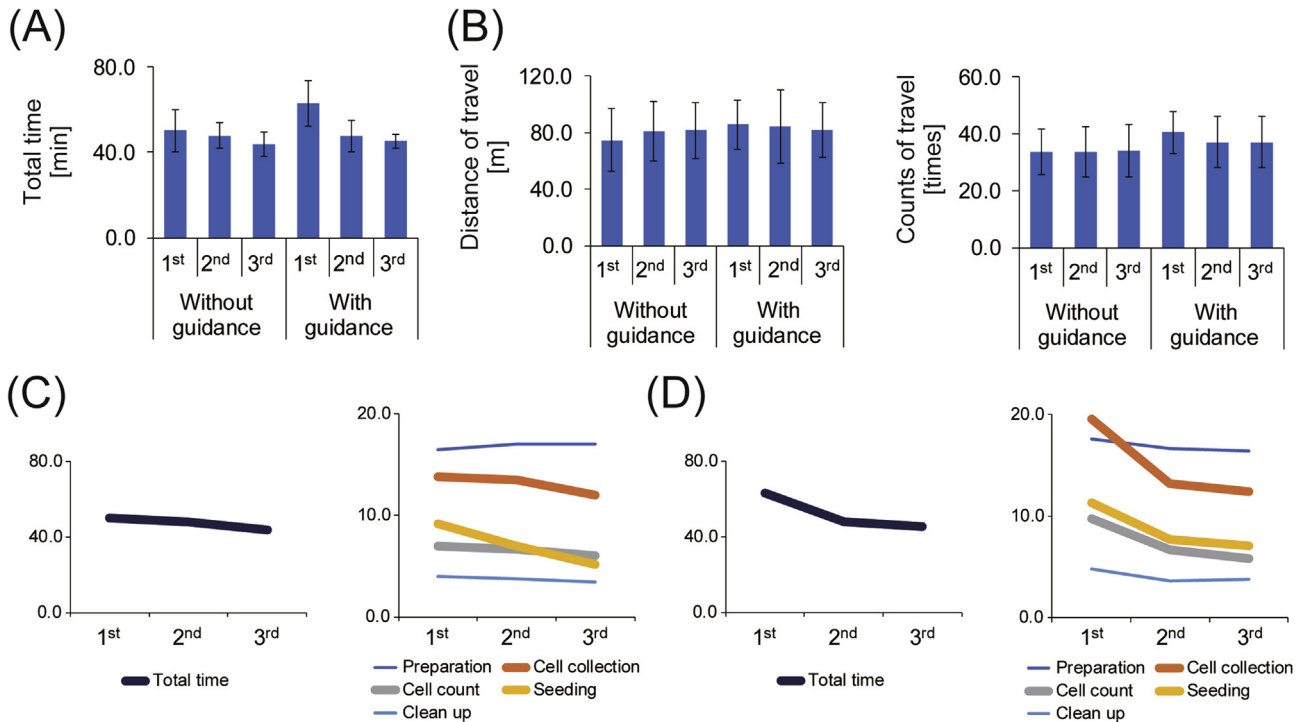 (A)
Total time
[min]
80.0
40.0
0.0
1st 2nd 3rd 1st 2nd 3rd
Without guidance With guidance
(B)
Distance of travel
[m]
120.0
80.0
40.0
0.0
1st 2nd 3rd 1st 2nd 3rd
Without guidance With guidance
Counts of travel
[times]
60.0
40.0
20.0
0.0
1st 2nd 3rd 1st 2nd 3rd
Without guidance With guidance
(C)
80.0
40.0
0.0
1st 2nd 3rd
Total time
20.0
10.0
0.0
1st 2nd 3rd
Preparation Cell collection
Cell count Seeding
Clean up
(D)
80.0
40.0
0.0
1st 2nd 3rd
Total time
20.0
10.0
0.0
1st 2nd 3rd
Preparation Cell collection
Cell count Seeding
Clean up